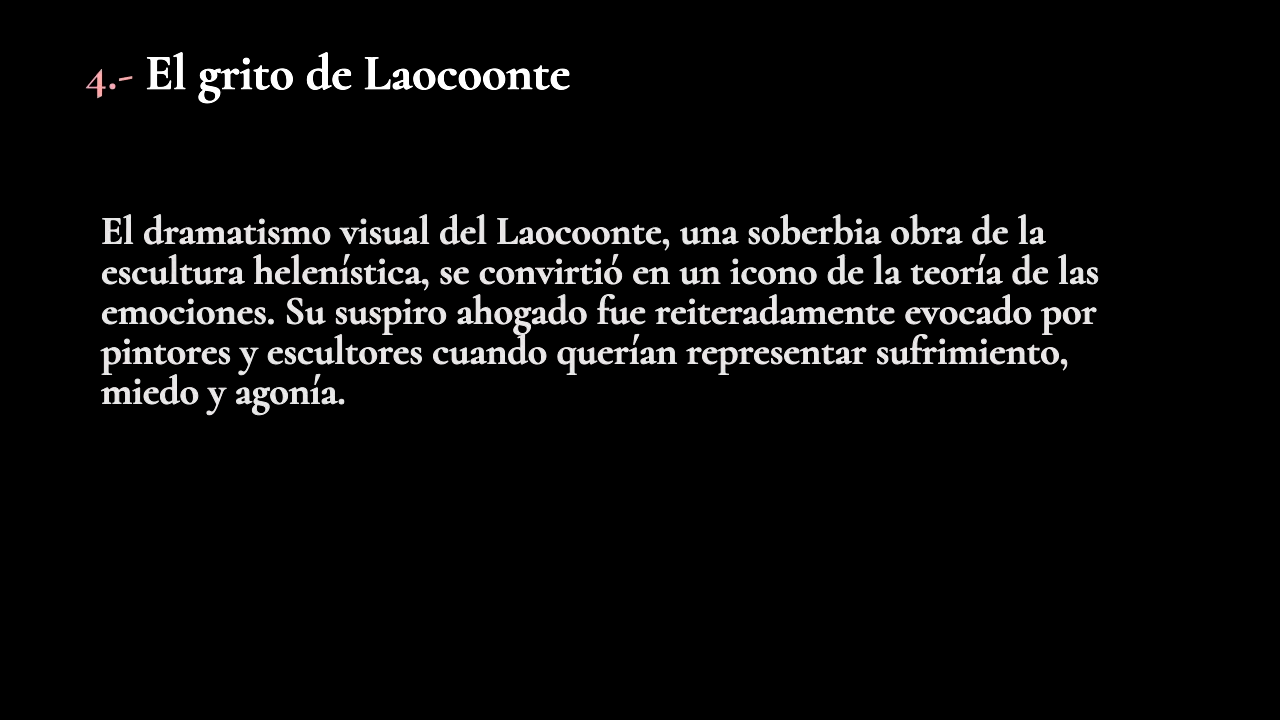 4.- El grito de Laocoonte
El dramatismo visual del Laocoonte, una soberbia obra de la
escultura helenística, se convirtió en un icono de la teoría de las
emociones. Su suspiro ahogado fue reiteradamente evocado por
pintores y escultores cuando querían representar sufrimiento,
miedo y agonía.